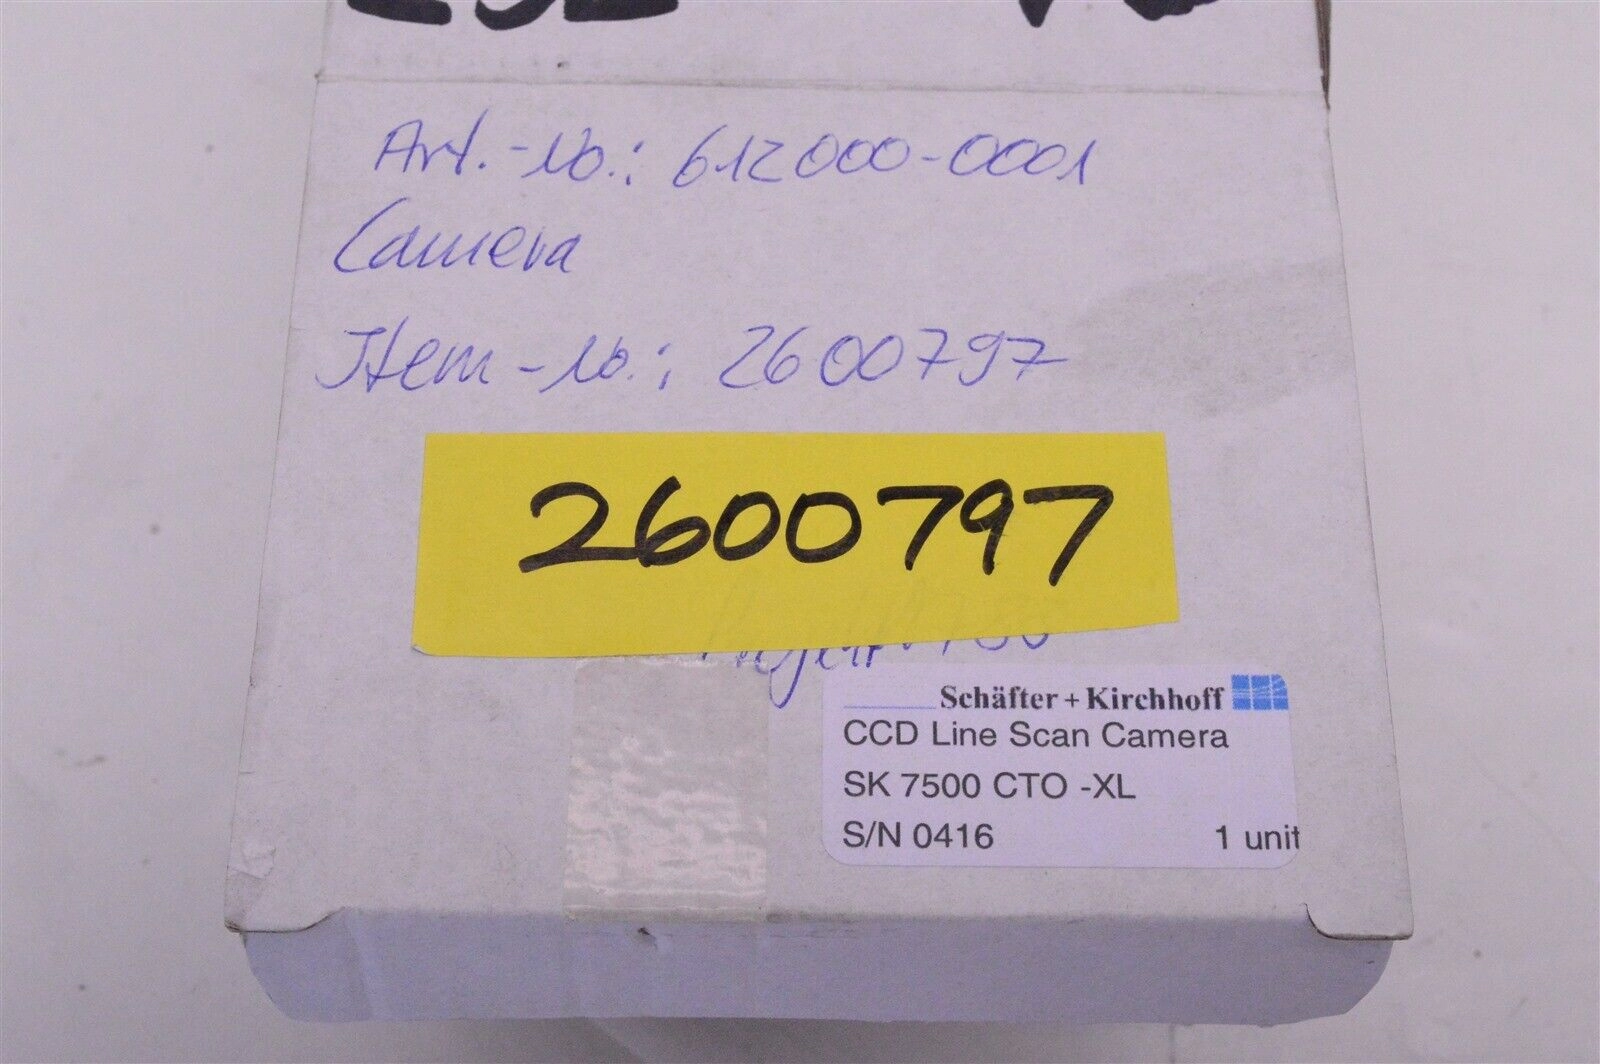 Art.-No.: 612000-0001
Camera
Item-No.: 2600797
2600797
Schäfter+Kirchhoff
CCD Line Scan Camera
SK 7500 CTO -XL
S/N 0416 1 unit